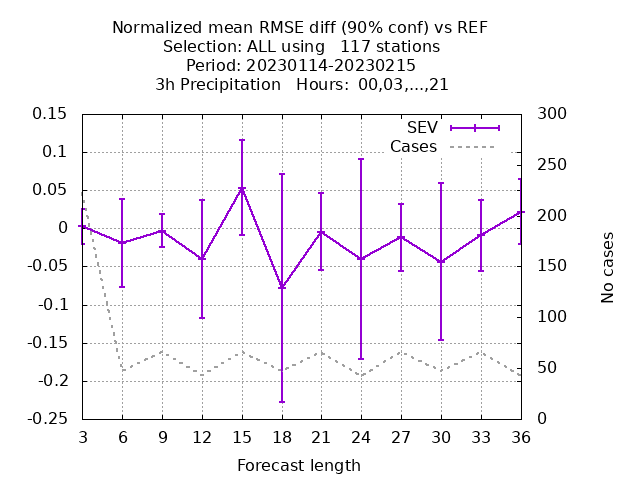 Normalized mean RMSE diff (90% conf) vs REF
Selection: ALL using   117 stations
Period: 20230114-20230215
3h Precipitation   Hours:  00,03,...,21
SEV
Cases
0.15
0.1
0.05
0
-0.05
-0.1
-0.15
-0.2
-0.25
300
250
200
150
100
50
0
No cases
3 6 9 12 15 18 21 24 27 30 33 36
Forecast length